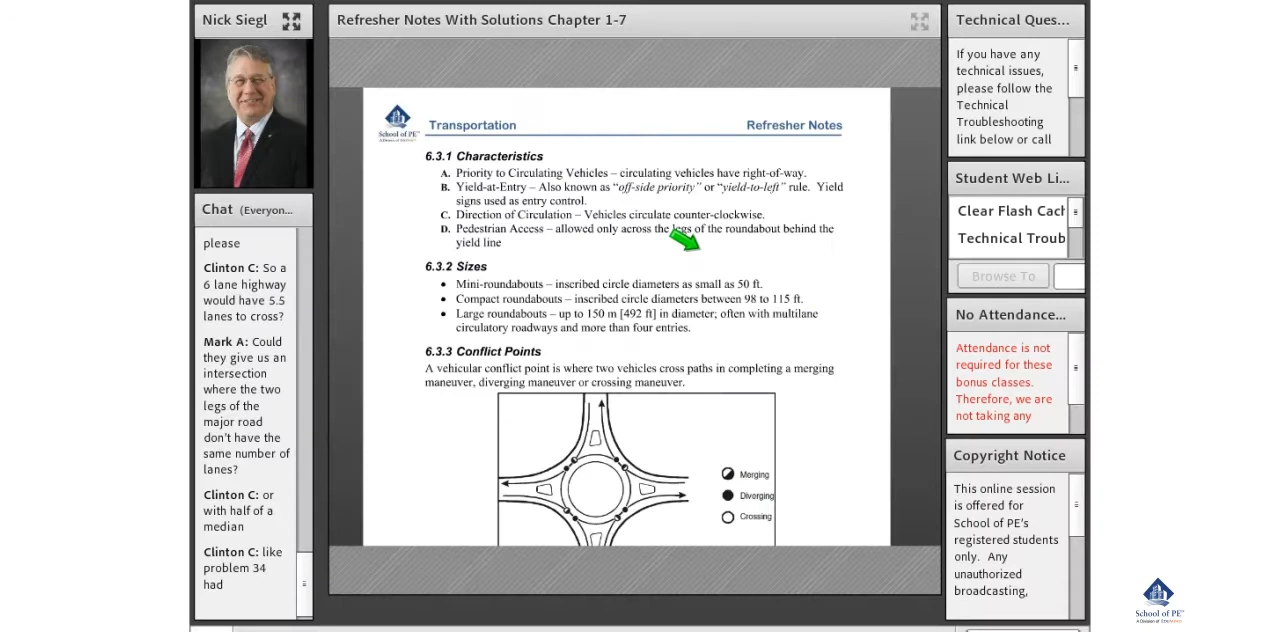 Nick Siegl
Chat (Everyon...
please
Clinton C: So a
6 lane highway
would have 5.5
lanes to cross?
Mark A: Could
they give us an
intersection
where the two
legs of the
major road
don't have the
same number of
lanes?
Clinton C: or
with half of a
median
Clinton C: like
problem 34
had
Refresher Notes With Solutions Chapter 1-7
School of PE™
Transportation
Refresher Notes
6.3.1 Characteristics
A. Priority to Circulating Vehicles – circulating vehicles have right-of-way.
B. Yield-at-Entry – Also known as “off-side priority” or “yield-to-left” rule. Yield
signs used as entry control.
C. Direction of Circulation – Vehicles circulate counter-clockwise.
D. Pedestrian Access – allowed only across the legs of the roundabout behind the
yield line
6.3.2 Sizes
• Mini-roundabouts – inscribed circle diameters as small as 50 ft.
• Compact roundabouts – inscribed circle diameters between 98 to 115 ft.
• Large roundabouts – up to 150 m [492 ft] in diameter; often with multilane
circulatory roadways and more than four entries.
6.3.3 Conflict Points
A vehicular conflict point is where two vehicles cross paths in completing a merging
maneuver, diverging maneuver or crossing maneuver.
Merging
Diverging
Crossing
Technical Ques...
If you have any
technical issues,
please follow the
Technical
Troubleshooting
link below or call
Student Web Li...
Clear Flash Cach
Technical Troub
Browse To
No Attendance...
Attendance is not
required for these
bonus classes.
Therefore, we are
not taking any
Copyright Notice
This online session
is offered for
School of PE's
registered students
only. Any
unauthorized
broadcasting,
School of PE™